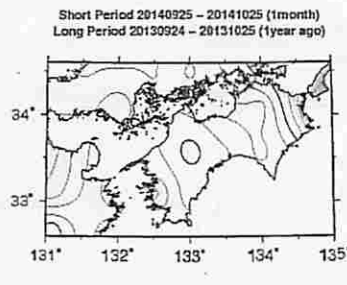 Short Period 20140925 – 20141025 (1month)
Long Period 20130924 – 20131025 (1year ago)
34°
33°
131° 132° 133° 134° 135°